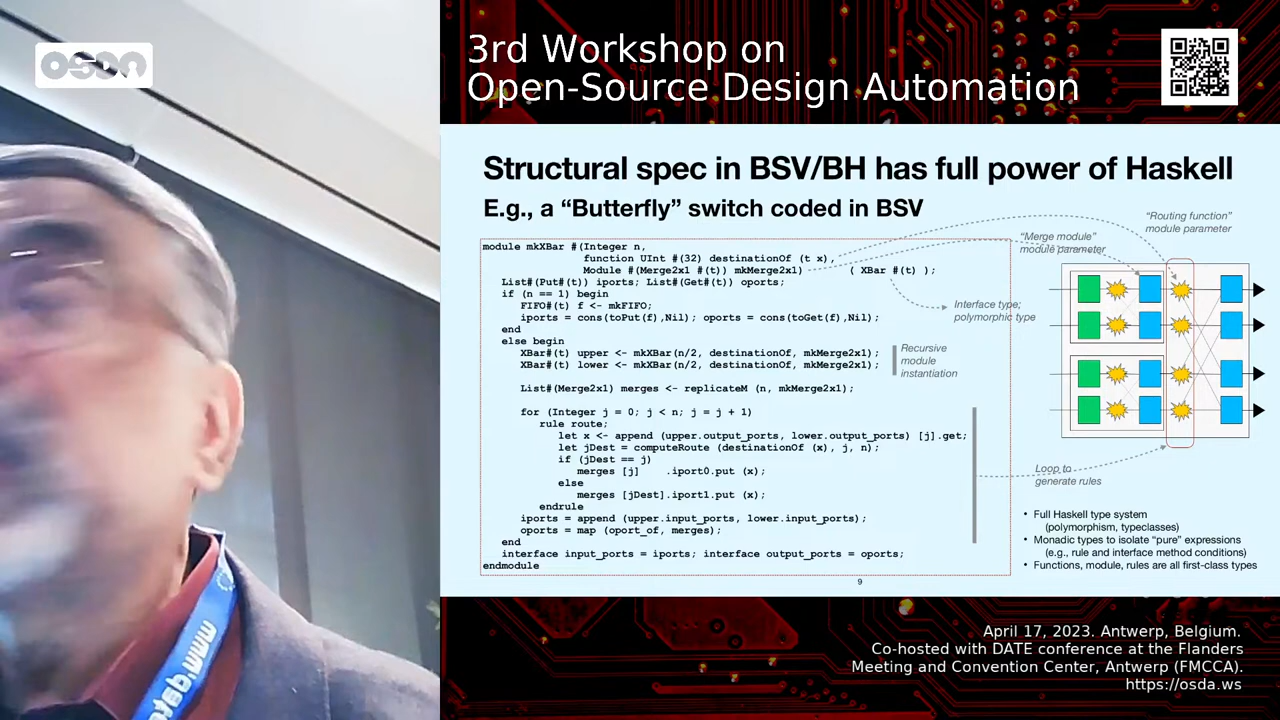 OSDA
3rd Workshop on
Open-Source Design Automation
Structural spec in BSV/BH has full power of Haskell
E.g., a “Butterfly” switch coded in BSV
module mkXBar #(Integer n,
function UInt #(32) destinationOf (t x),
Module #(Merge2x1 #(t)) mkMerge2x1) ( XBar #(t) );
List#(Put#(t)) iports; List#(Get#(t)) oports;
if (n == 1) begin
FIFO#(t) f <- mkFIFO;
iports = cons(toPut(f),Nil); oports = cons(toGet(f),Nil);
end
else begin
XBar#(t) upper <- mkXBar(n/2, destinationOf, mkMerge2x1);
XBar#(t) lower <- mkXBar(n/2, destinationOf, mkMerge2x1);
List#(Merge2x1) merges <- replicateM (n, mkMerge2x1);
for (Integer j = 0; j < n; j = j + 1)
rule route;
let x <- append (upper.output_ports, lower.output_ports) [j].get;
let jDest = computeRoute (destinationOf (x), j, n);
if (jDest == j)
merges [j] .iport0.put (x);
else
merges [jDest].iport1.put (x);
endrule
iports = append (upper.input_ports, lower.input_ports);
oports = map (oport_of, merges);
end
interface input_ports = iports; interface output_ports = oports;
endmodule
“Routing function”
module parameter
“Merge module”
module parameter
Interface type;
polymorphic type
Recursive
module
instantiation
Loop to
generate rules
• Full Haskell type system
(polymorphism, typeclasses)
• Monadic types to isolate “pure” expressions
(e.g., rule and interface method conditions)
• Functions, module, rules are all first-class types
9
April 17, 2023. Antwerp, Belgium.
Co-hosted with DATE conference at the Flanders
Meeting and Convention Center, Antwerp (FMCCA).
https://osda.ws